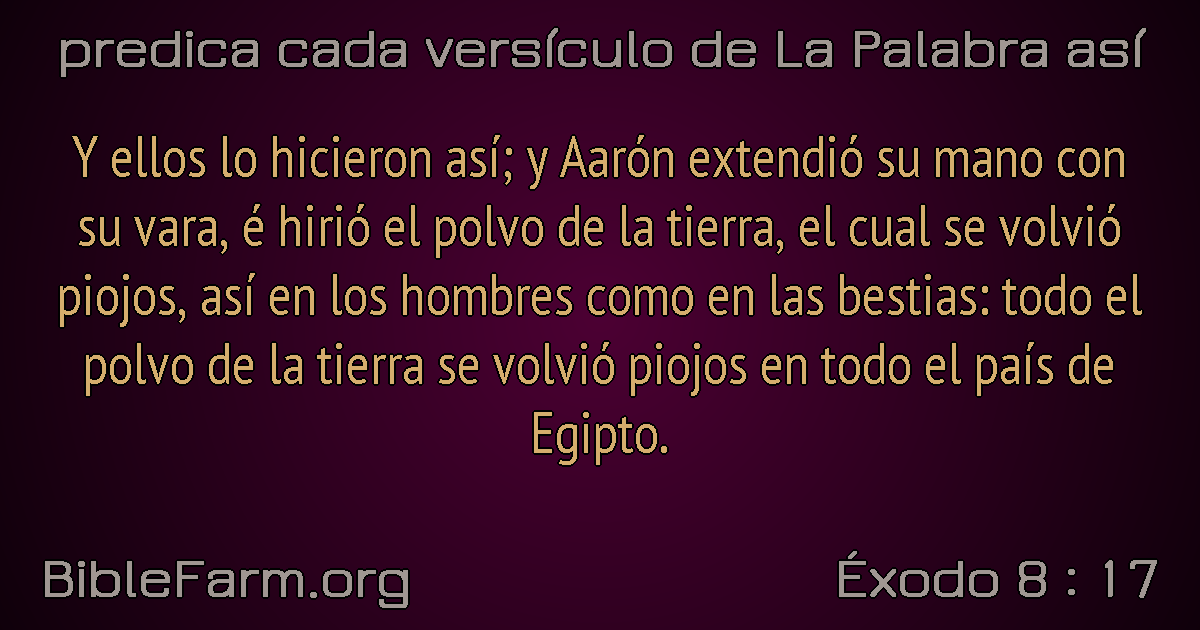 predica cada versículo de La Palabra así
Y ellos lo hicieron así; y Aarón extendió su mano con
su vara, é hirió el polvo de la tierra, el cual se volvió
piojos, así en los hombres como en las bestias: todo el
polvo de la tierra se volvió piojos en todo el país de
Egipto.
BibleFarm.org
Éxodo 8 : 17